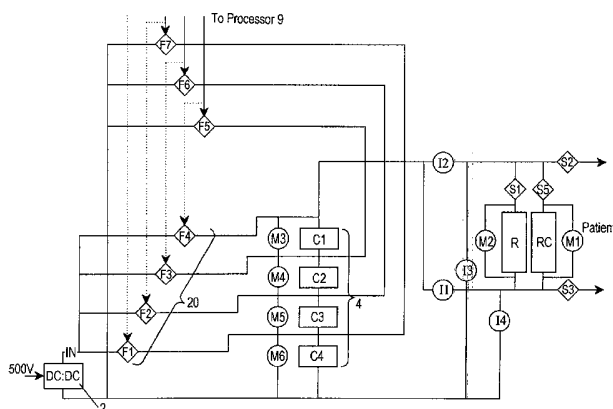 To Processor 9
F7
F6
F5
I2
S2
S1
S5
F4
M3
C1
M2
R
RC
M1
Patient
F3
M4
C2
I3
20
4
I1
S3
F2
M5
C3
I4
IN
F1
M6
C4
500V
DC:DC
2